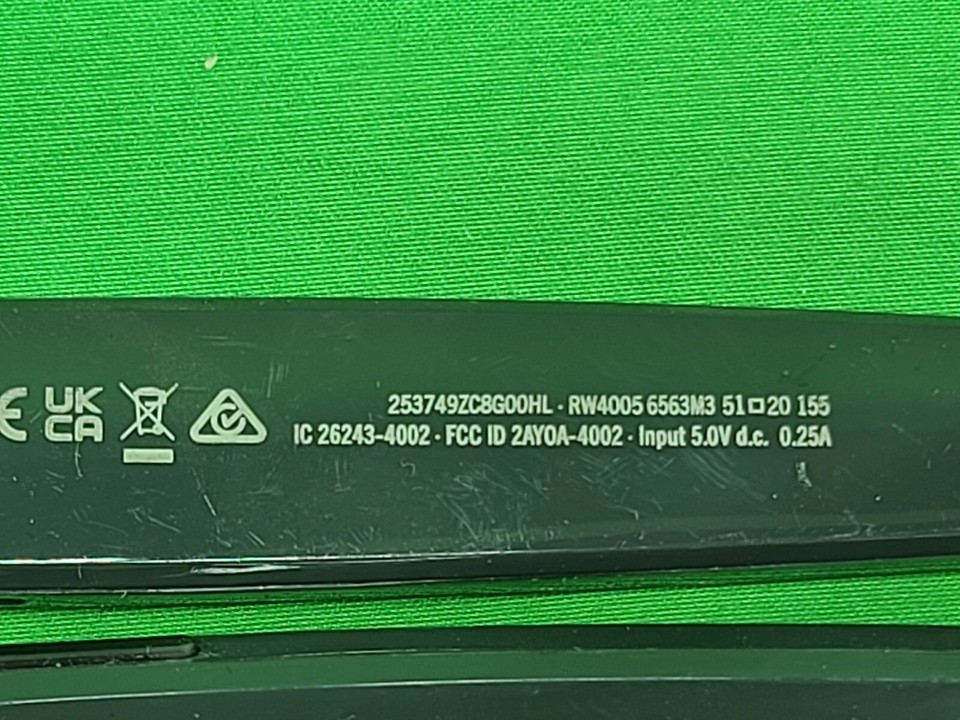 CE UK
CA
253749ZC8G00HL · RW4005 6563M3 51□20 155
IC 26243-4002 · FCC ID 2AYOA-4002 · Input 5.0V d.c. 0.25A